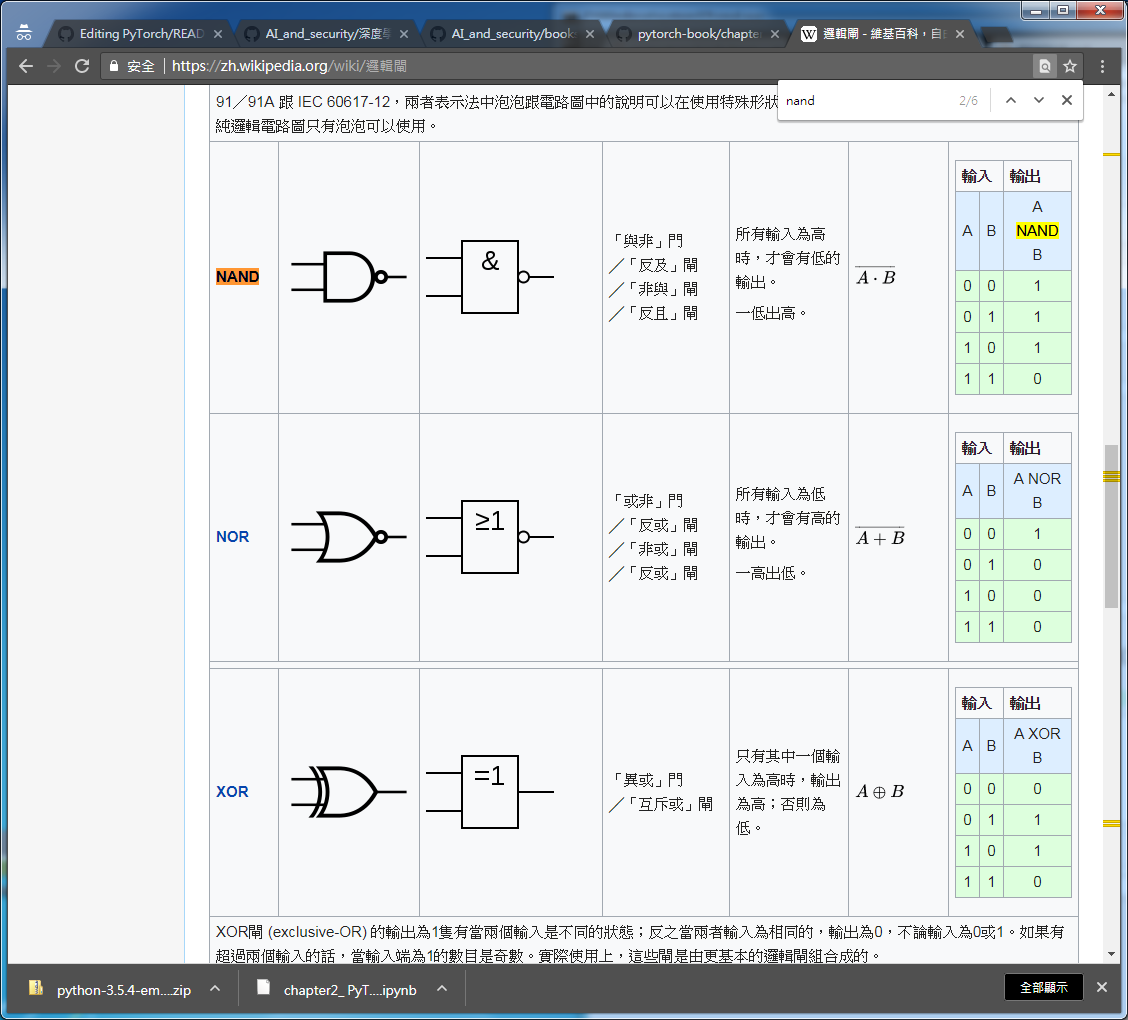 Editing PyTorch/READ
AI_and_security/深度
AI_and_security/book
pytorch-book/chapte
邏輯閘 - 維基百科，自
安全 | https://zh.wikipedia.org/wiki/邏輯閘
nand 2/6
91／91A 跟 IEC 60617-12，兩者表示法中泡泡跟電路圖中的說明可以在使用特殊形狀
純邏輯電路圖只有泡泡可以使用。
NAND
&
「與非」門
／「反及」閘
／「非與」閘
／「反且」閘
所有輸入為高
時，才會有低的
輸出。
一低出高。
A · B
輸入 輸出
A B A
NAND
B
0 0 1
0 1 1
1 0 1
1 1 0
NOR
≥1
「或非」門
／「反或」閘
／「非或」閘
／「反或」閘
所有輸入為低
時，才會有高的
輸出。
一高出低。
A + B
輸入 輸出
A B A NOR
B
0 0 1
0 1 0
1 0 0
1 1 0
XOR
=1
「異或」門
／「互斥或」閘
只有其中一個輸
入為高時，輸出
為高；否則為
低。
A ⊕ B
輸入 輸出
A B A XOR
B
0 0 0
0 1 1
1 0 1
1 1 0
XOR閘 (exclusive-OR) 的輸出為1隻有當兩個輸入是不同的狀態；反之當兩者輸入為相同的，輸出為0，不論輸入為0或1。如果有
超過兩個輸入的話，當輸入端為1的數目是奇數。實際使用上，這些閘是由更基本的邏輯閘組合成的。
python-3.5.4-em....zip
chapter2_ PyT....ipynb
全部顯示